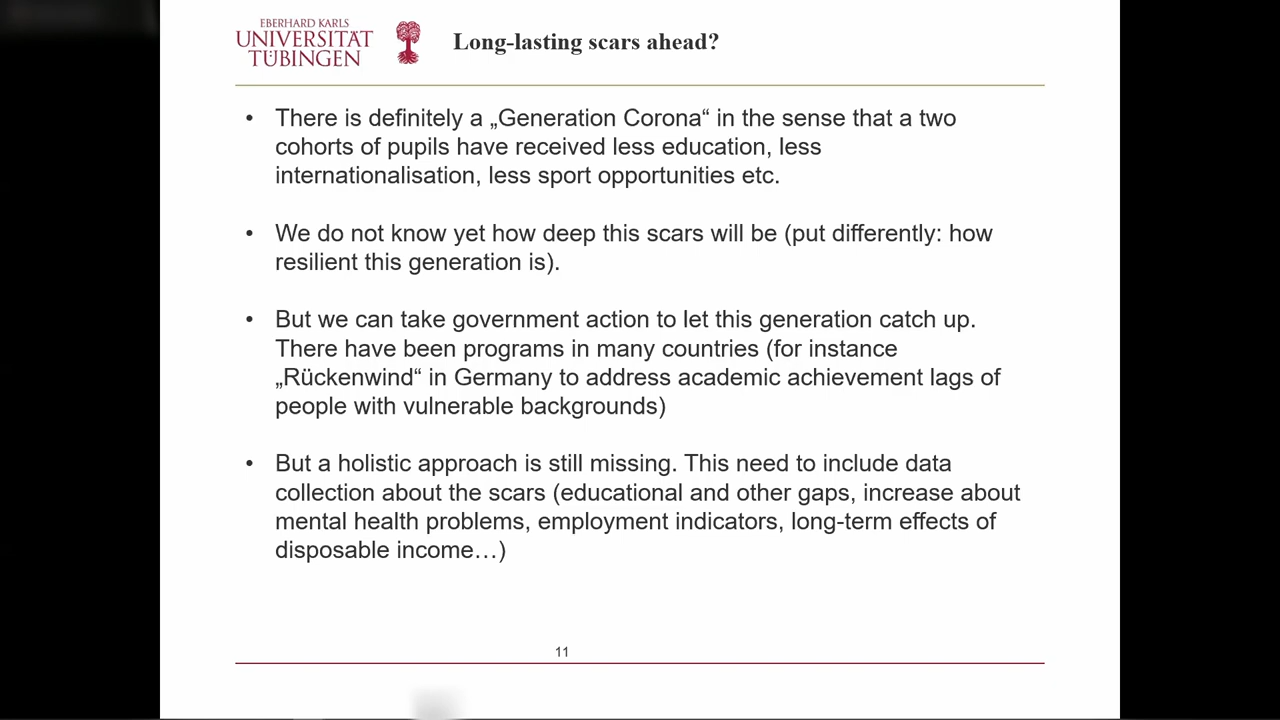 EBERHARD KARLS
UNIVERSITÄT
TÜBINGEN
Long-lasting scars ahead?
• There is definitely a „Generation Corona“ in the sense that a two
cohorts of pupils have received less education, less
internationalisation, less sport opportunities etc.
• We do not know yet how deep this scars will be (put differently: how
resilient this generation is).
• But we can take government action to let this generation catch up.
There have been programs in many countries (for instance
„Rückenwind“ in Germany to address academic achievement lags of
people with vulnerable backgrounds)
• But a holistic approach is still missing. This need to include data
collection about the scars (educational and other gaps, increase about
mental health problems, employment indicators, long-term effects of
disposable income…)
11